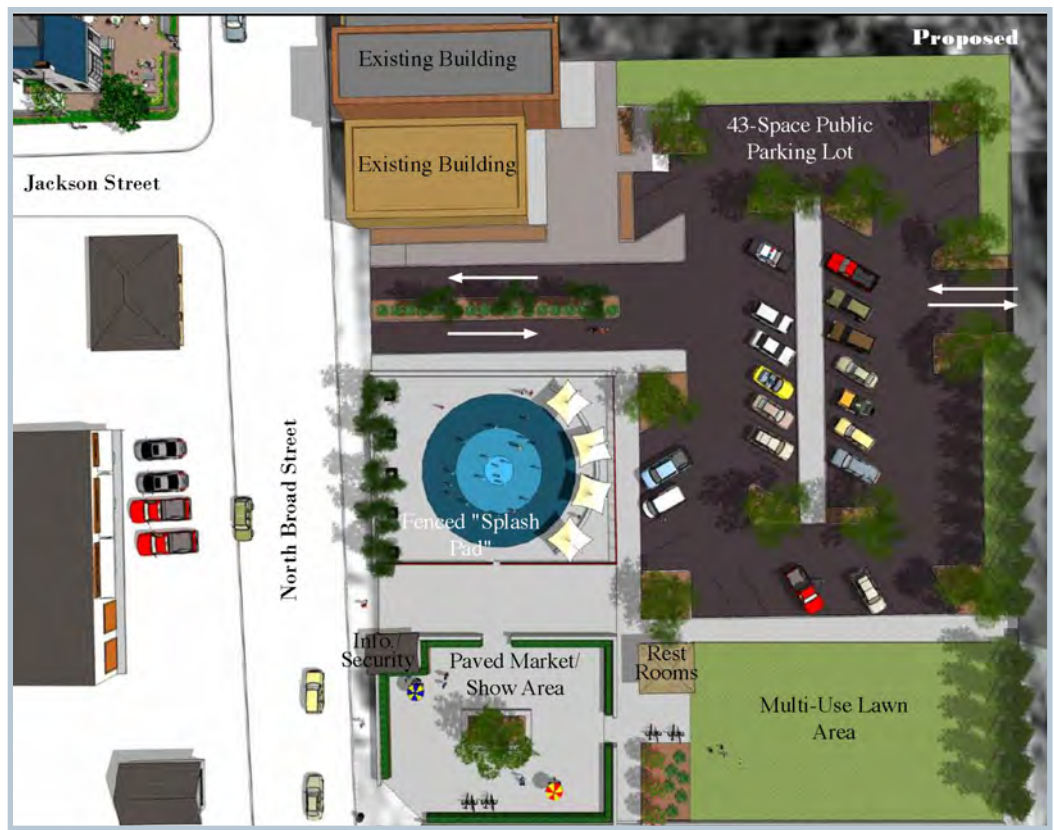 Proposed
Existing Building
43-Space Public
Parking Lot
Existing Building
Jackson Street
North Broad Street
Fenced "Splash
Pad"
Info./
Security
Paved Market/
Show Area
Rest
Rooms
Multi-Use Lawn
Area